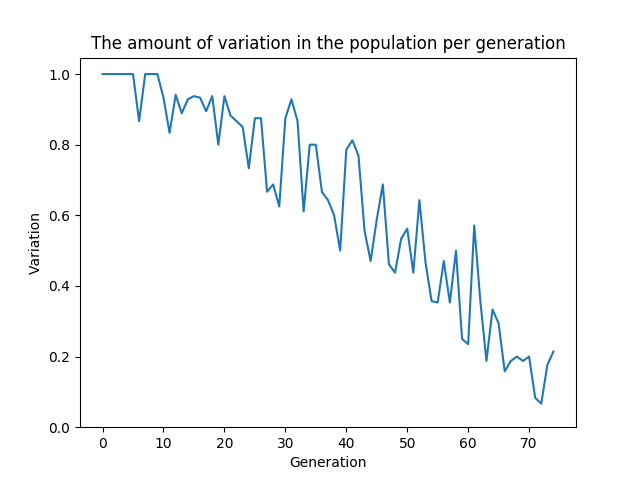 The amount of variation in the population per generation
1.0
0.8
0.6
0.4
0.2
0.0
Variation
0 10 20 30 40 50 60 70
Generation